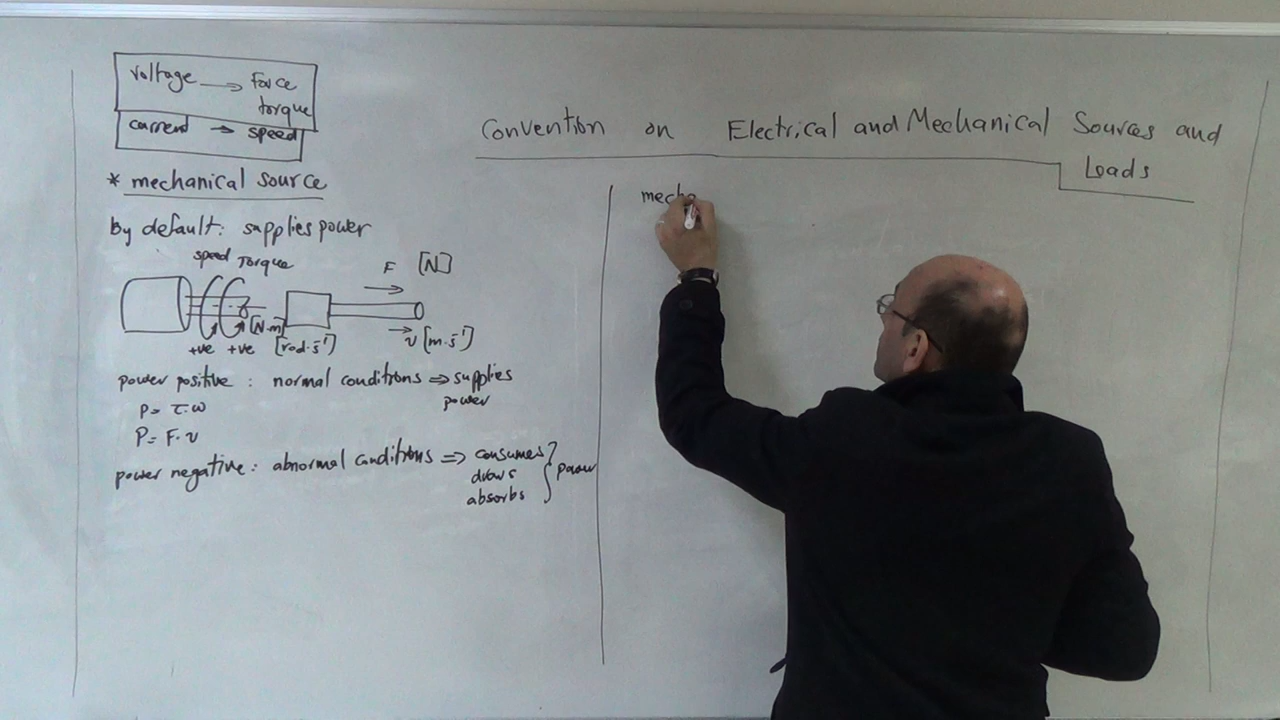 voltage → Force
torque
current → speed
Convention on Electrical and Mechanical Sources and
Loads
* mechanical source
by default: supplies power
speed Torque
F [N]
[N.m]
+ve +ve [rad.s⁻¹] v [m.s⁻¹]
power positive : normal conditions ⇒ supplies
power
P = τ.ω
P = F.v
power negative : abnormal conditions ⇒ consumes
draws } power
absorbs
mecha